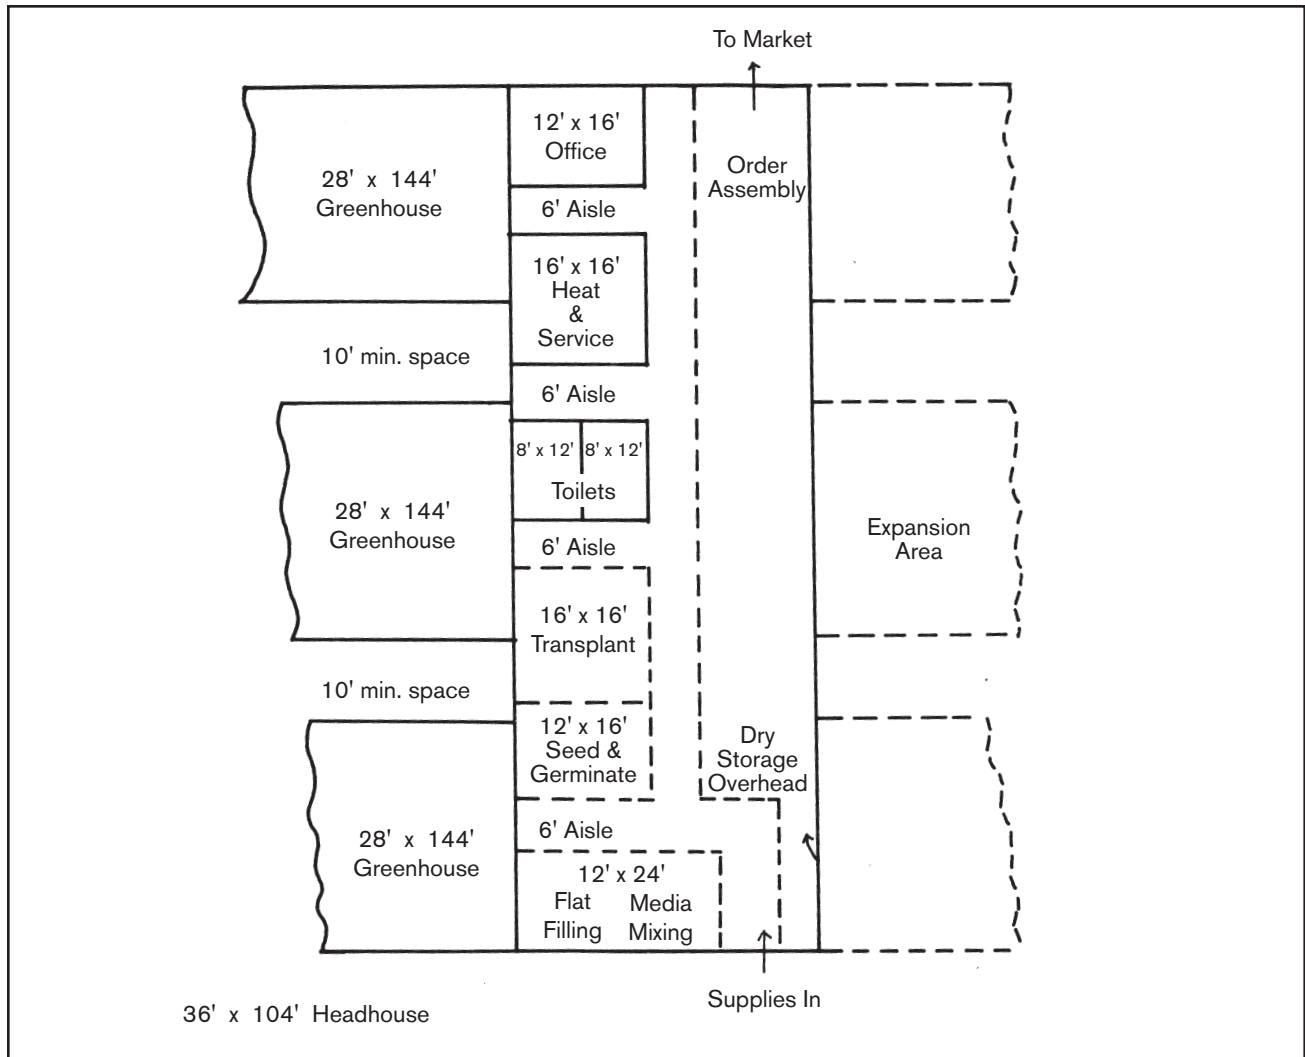 To Market
12' x 16'
Office
Order
Assembly
28' x 144'
Greenhouse
6' Aisle
16' x 16'
Heat
&
Service
10' min. space
6' Aisle
8' x 12'
8' x 12'
Toilets
28' x 144'
Greenhouse
6' Aisle
Expansion
Area
16' x 16'
Transplant
10' min. space
12' x 16'
Seed &
Germinate
Dry
Storage
Overhead
6' Aisle
28' x 144'
Greenhouse
12' x 24'
Flat
Filling
Media
Mixing
Supplies In
36' x 104' Headhouse